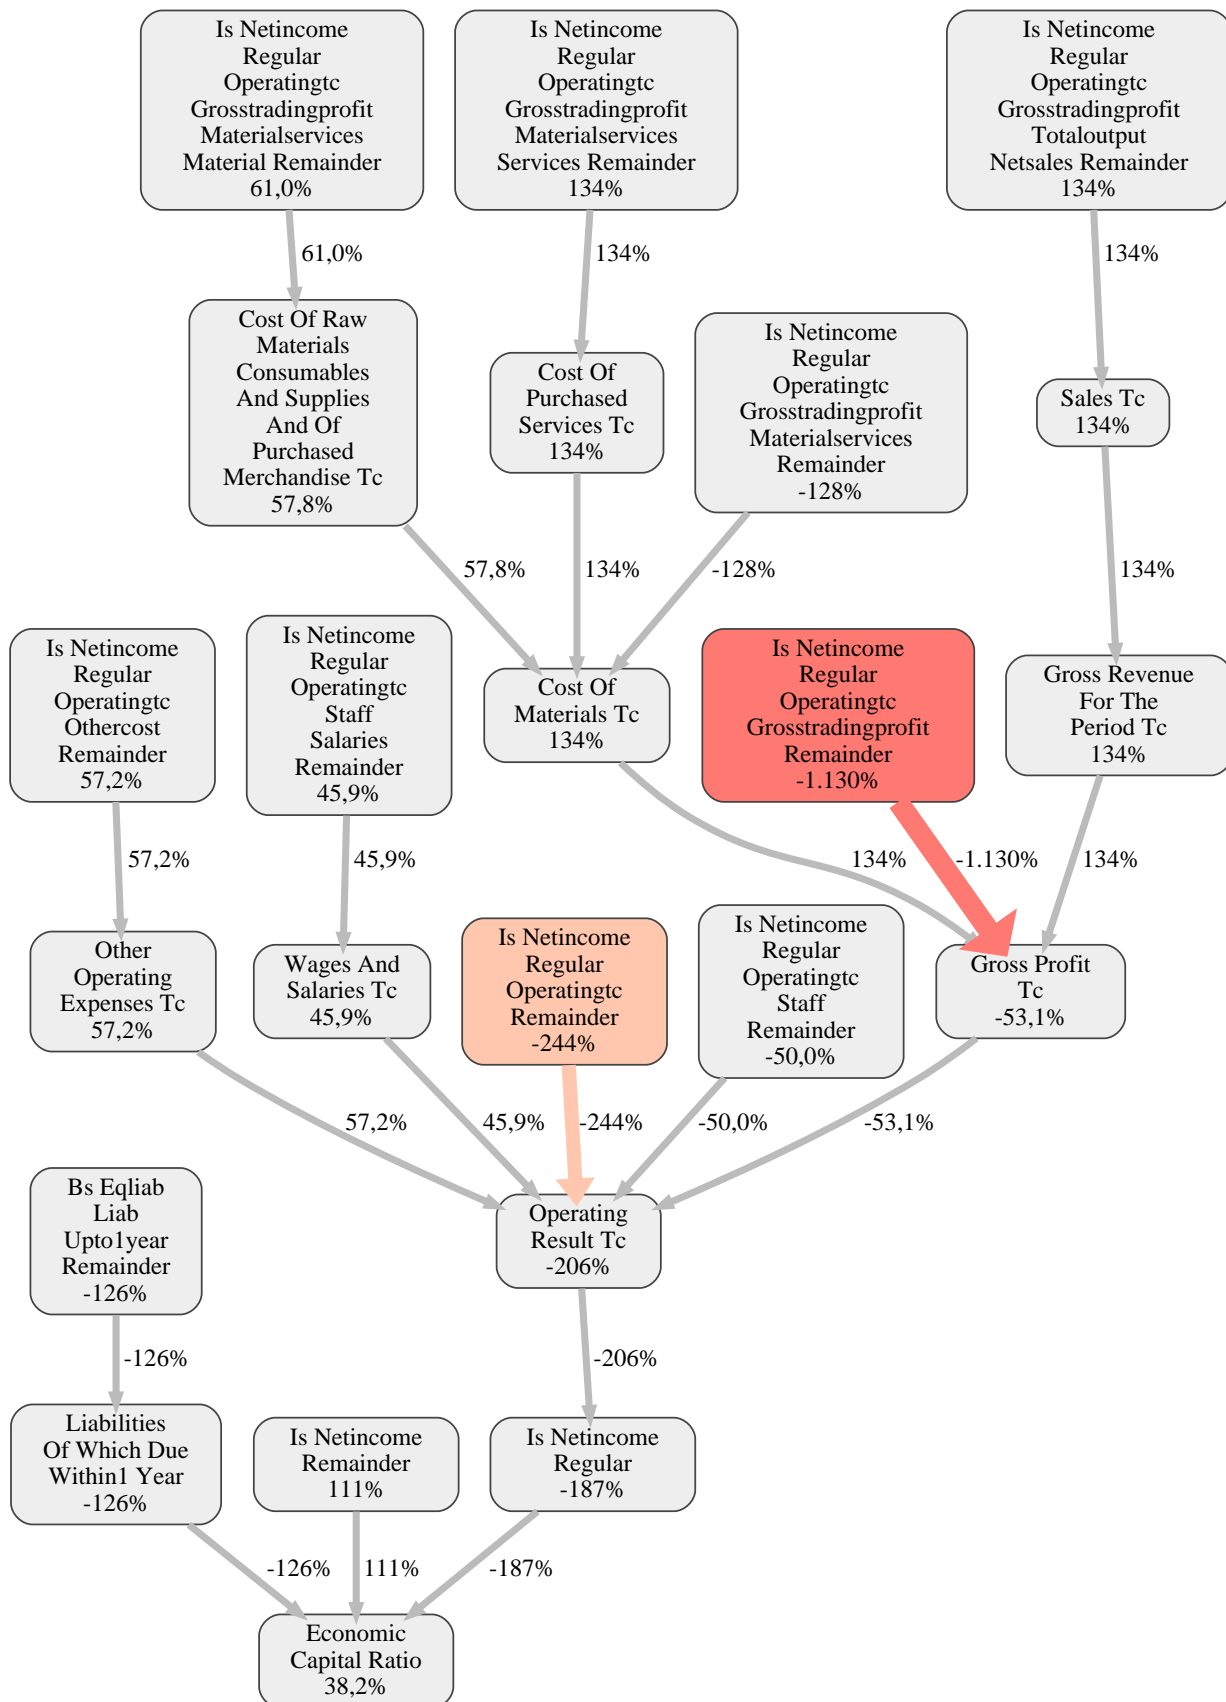 Is Netincome
Regular
Operatingtc
Grosstradingprofit
Materialservices
Material Remainder
61,0%
Is Netincome
Regular
Operatingtc
Grosstradingprofit
Materialservices
Services Remainder
134%
Is Netincome
Regular
Operatingtc
Grosstradingprofit
Totaloutput
Netsales Remainder
134%
61,0%
134%
134%
Cost Of Raw
Materials
Consumables
And Supplies
And Of
Purchased
Merchandise Tc
57,8%
Cost Of
Purchased
Services Tc
134%
Is Netincome
Regular
Operatingtc
Grosstradingprofit
Materialservices
Remainder
-128%
Sales Tc
134%
57,8%
134%
-128%
134%
Is Netincome
Regular
Operatingtc
Othercost
Remainder
57,2%
Is Netincome
Regular
Operatingtc
Staff
Salaries
Remainder
45,9%
Cost Of
Materials Tc
134%
Is Netincome
Regular
Operatingtc
Grosstradingprofit
Remainder
-1.130%
Gross Revenue
For The
Period Tc
134%
57,2%
45,9%
134%
-1.130%
134%
Other
Operating
Expenses Tc
57,2%
Wages And
Salaries Tc
45,9%
Is Netincome
Regular
Operatingtc
Remainder
-244%
Is Netincome
Regular
Operatingtc
Staff
Remainder
-50,0%
Gross Profit
Tc
-53,1%
57,2%
45,9%
-244%
-50,0%
-53,1%
Bs Eqliab
Liab
Upto1year
Remainder
-126%
Operating
Result Tc
-206%
-126%
-206%
Liabilities
Of Which Due
Within1 Year
-126%
Is Netincome
Remainder
111%
Is Netincome
Regular
-187%
-126%
111%
-187%
Economic
Capital Ratio
38,2%